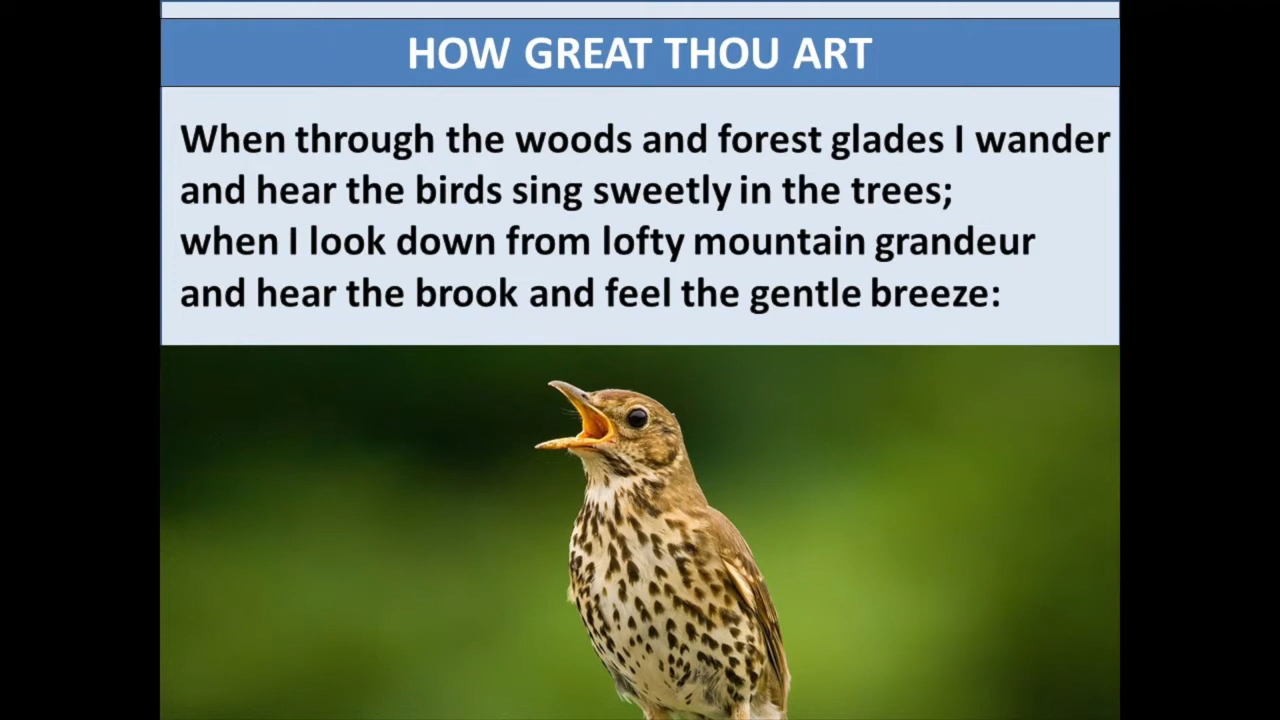 HOW GREAT THOU ART
When through the woods and forest glades I wander
and hear the birds sing sweetly in the trees;
when I look down from lofty mountain grandeur
and hear the brook and feel the gentle breeze: